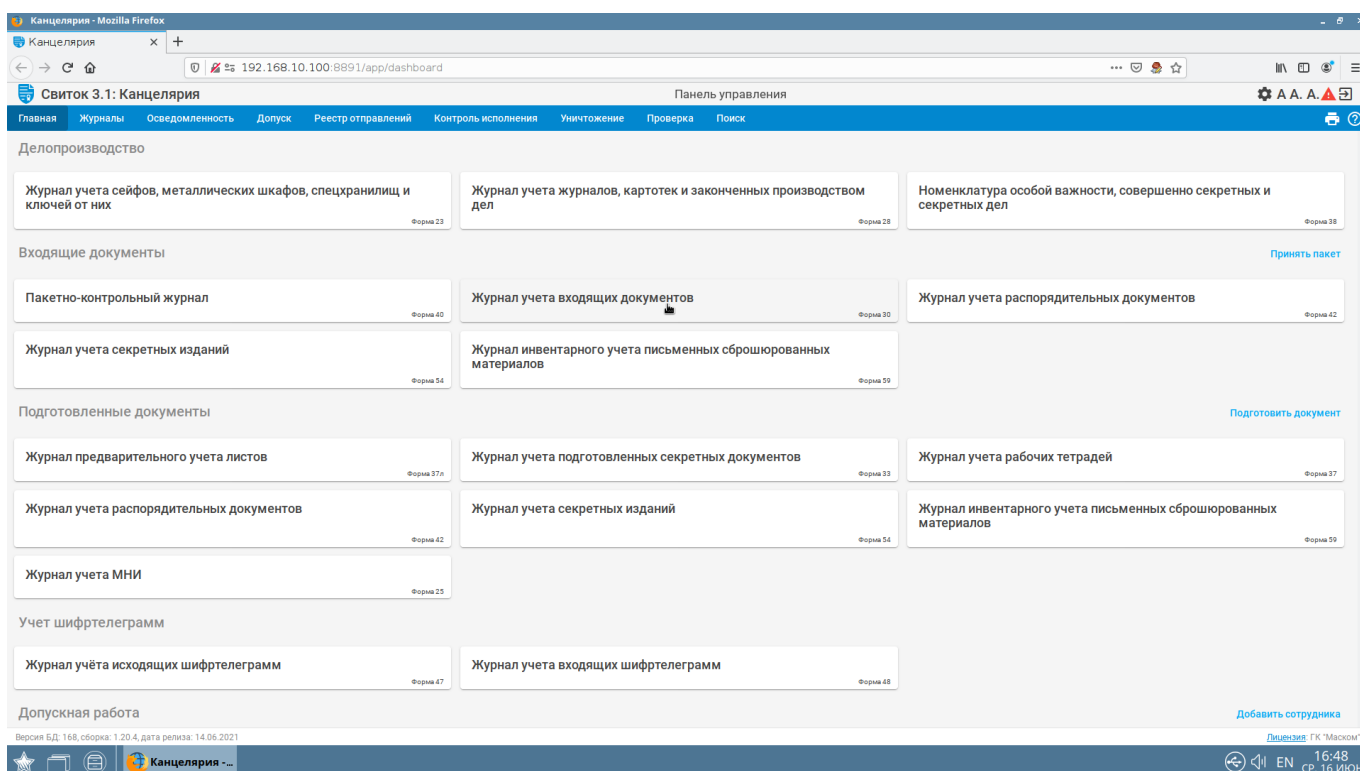 Канцелярия - Mozilla Firefox
Канцелярия
192.168.10.100:8891/app/dashboard
Свиток 3.1: Канцелярия
Панель управления
A A. A.
Главная Журналы Осведомленность Допуск Реестр отправлений Контроль исполнения Уничтожение Проверка Поиск
Делопроизводство
Журнал учета сейфов, металлических шкафов, спецхранилищ и
ключей от них
Форма 23
Журнал учета журналов, картотек и законченных производством
дел
Форма 28
Номенклатура особой важности, совершенно секретных и
секретных дел
Форма 38
Входящие документы
Принять пакет
Пакетно-контрольный журнал
Форма 40
Журнал учета входящих документов
Форма 30
Журнал учета распорядительных документов
Форма 42
Журнал учета секретных изданий
Форма 54
Журнал инвентарного учета письменных сброшюрованных
материалов
Форма 59
Подготовленные документы
Подготовить документ
Журнал предварительного учета листов
Форма 37л
Журнал учета подготовленных секретных документов
Форма 33
Журнал учета рабочих тетрадей
Форма 37
Журнал учета распорядительных документов
Форма 42
Журнал учета секретных изданий
Форма 54
Журнал инвентарного учета письменных сброшюрованных
материалов
Форма 59
Журнал учета МНИ
Форма 25
Учет шифртелеграмм
Журнал учёта исходящих шифртелеграмм
Форма 47
Журнал учета входящих шифртелеграмм
Форма 48
Допускная работа
Добавить сотрудника
Версия БД: 168, сборка: 1.20.4, дата релиза: 14.06.2021
Лицензия: ГК "Маском"
Канцелярия -...
EN
16:48
СР, 16 ИЮН